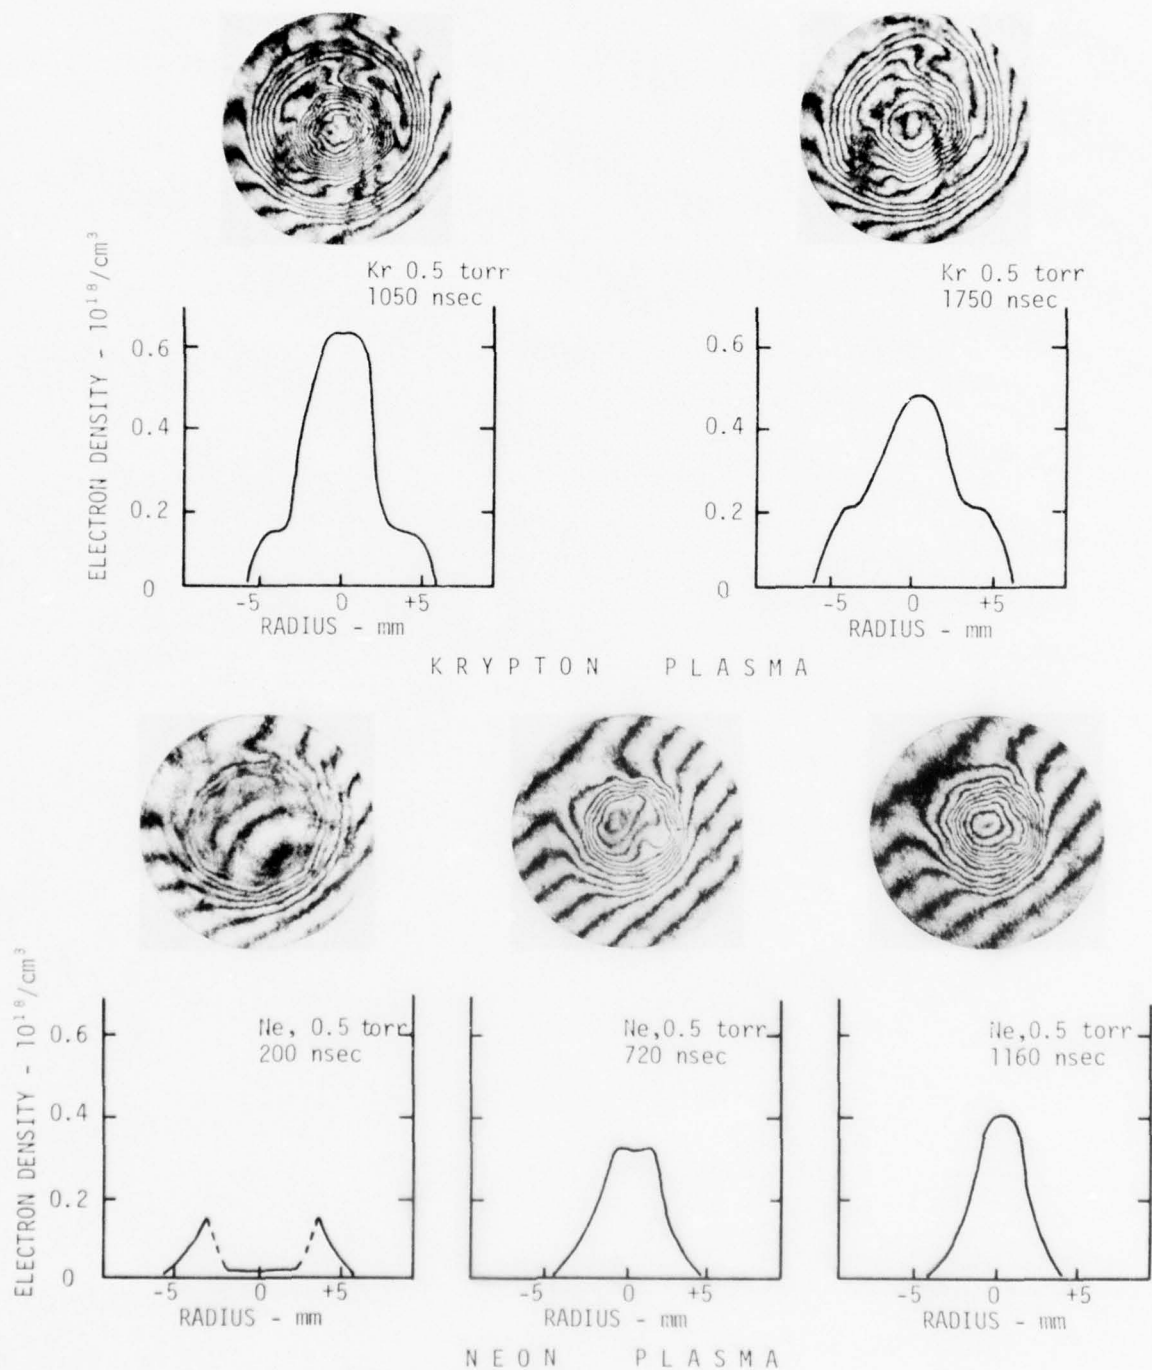 Kr 0.5 torr
1050 nsec
ELECTRON DENSITY - 10¹⁸/cm³
0.6
0.4
0.2
0
-5 0 +5
RADIUS - mm
Kr 0.5 torr
1750 nsec
0.6
0.4
0.2
0
-5 0 +5
RADIUS - mm
KRYPTON PLASMA
ELECTRON DENSITY - 10¹⁸/cm³
Ne, 0.5 torr
200 nsec
0.6
0.4
0.2
0
-5 0 +5
RADIUS - mm
Ne,0.5 torr
720 nsec
-5 0 +5
RADIUS - mm
Ne,0.5 torr
1160 nsec
-5 0 +5
RADIUS - mm
NEON PLASMA